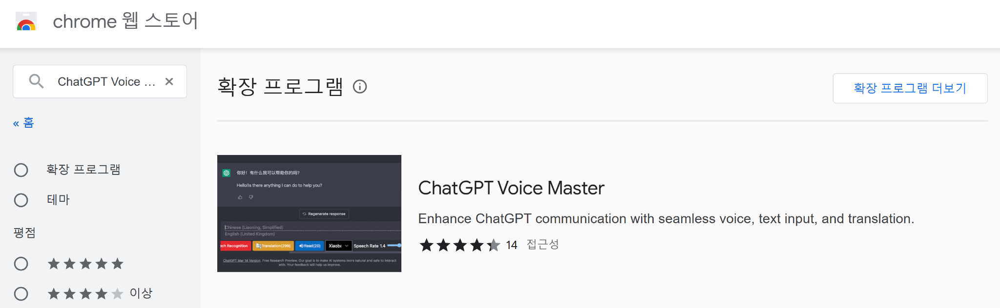 chrome 웹 스토어
ChatGPT Voice ...
« 홈
확장 프로그램
테마
평점
이상
확장 프로그램
확장 프로그램 더보기
你好！有什么我可以帮助你的吗?
Hello!Is there anything I can do to help you?
Regenerate response
Chinese (Liaoning, Simplified)
English (United Kingdom)
ech Recognition Translation(299) Read(20) Xiaobe Speech Rate 1.4
ChatGPT Mar 14 Version. Free Research Preview. Our goal is to make AI systems more natural and safe to interact
with. Your feedback will help us improve.
ChatGPT Voice Master
Enhance ChatGPT communication with seamless voice, text input, and translation.
14 접근성